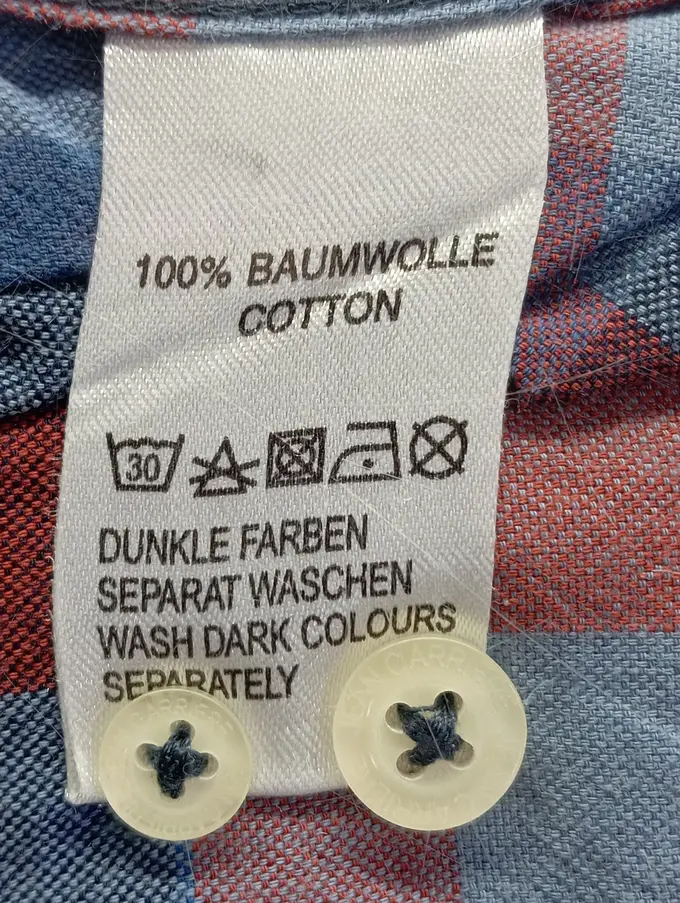 100% BAUMWOLLE
COTTON
30
DUNKLE FARBEN
SEPARAT WASCHEN
WASH DARK COLOURS
SEPARATELY